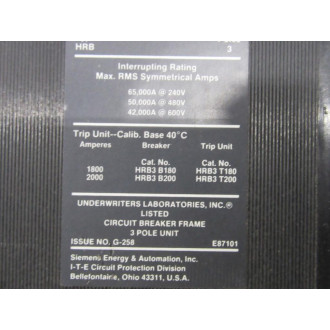 HRB 3
Interrupting Rating
Max. RMS Symmetrical Amps
65,000A @ 240V
50,000A @ 480V
42,000A @ 600V
Trip Unit--Calib. Base 40°C
Amperes Breaker Trip Unit
Cat. No. Cat. No.
1800 HRB3 B180 HRB3 T180
2000 HRB3 B200 HRB3 T200
UNDERWRITERS LABORATORIES, INC.®
LISTED
CIRCUIT BREAKER FRAME
3 POLE UNIT
ISSUE NO. G-258 E87101
Siemens Energy & Automation, Inc.
I-T-E Circuit Protection Division
Bellefontaine, Ohio 43311, U.S.A.